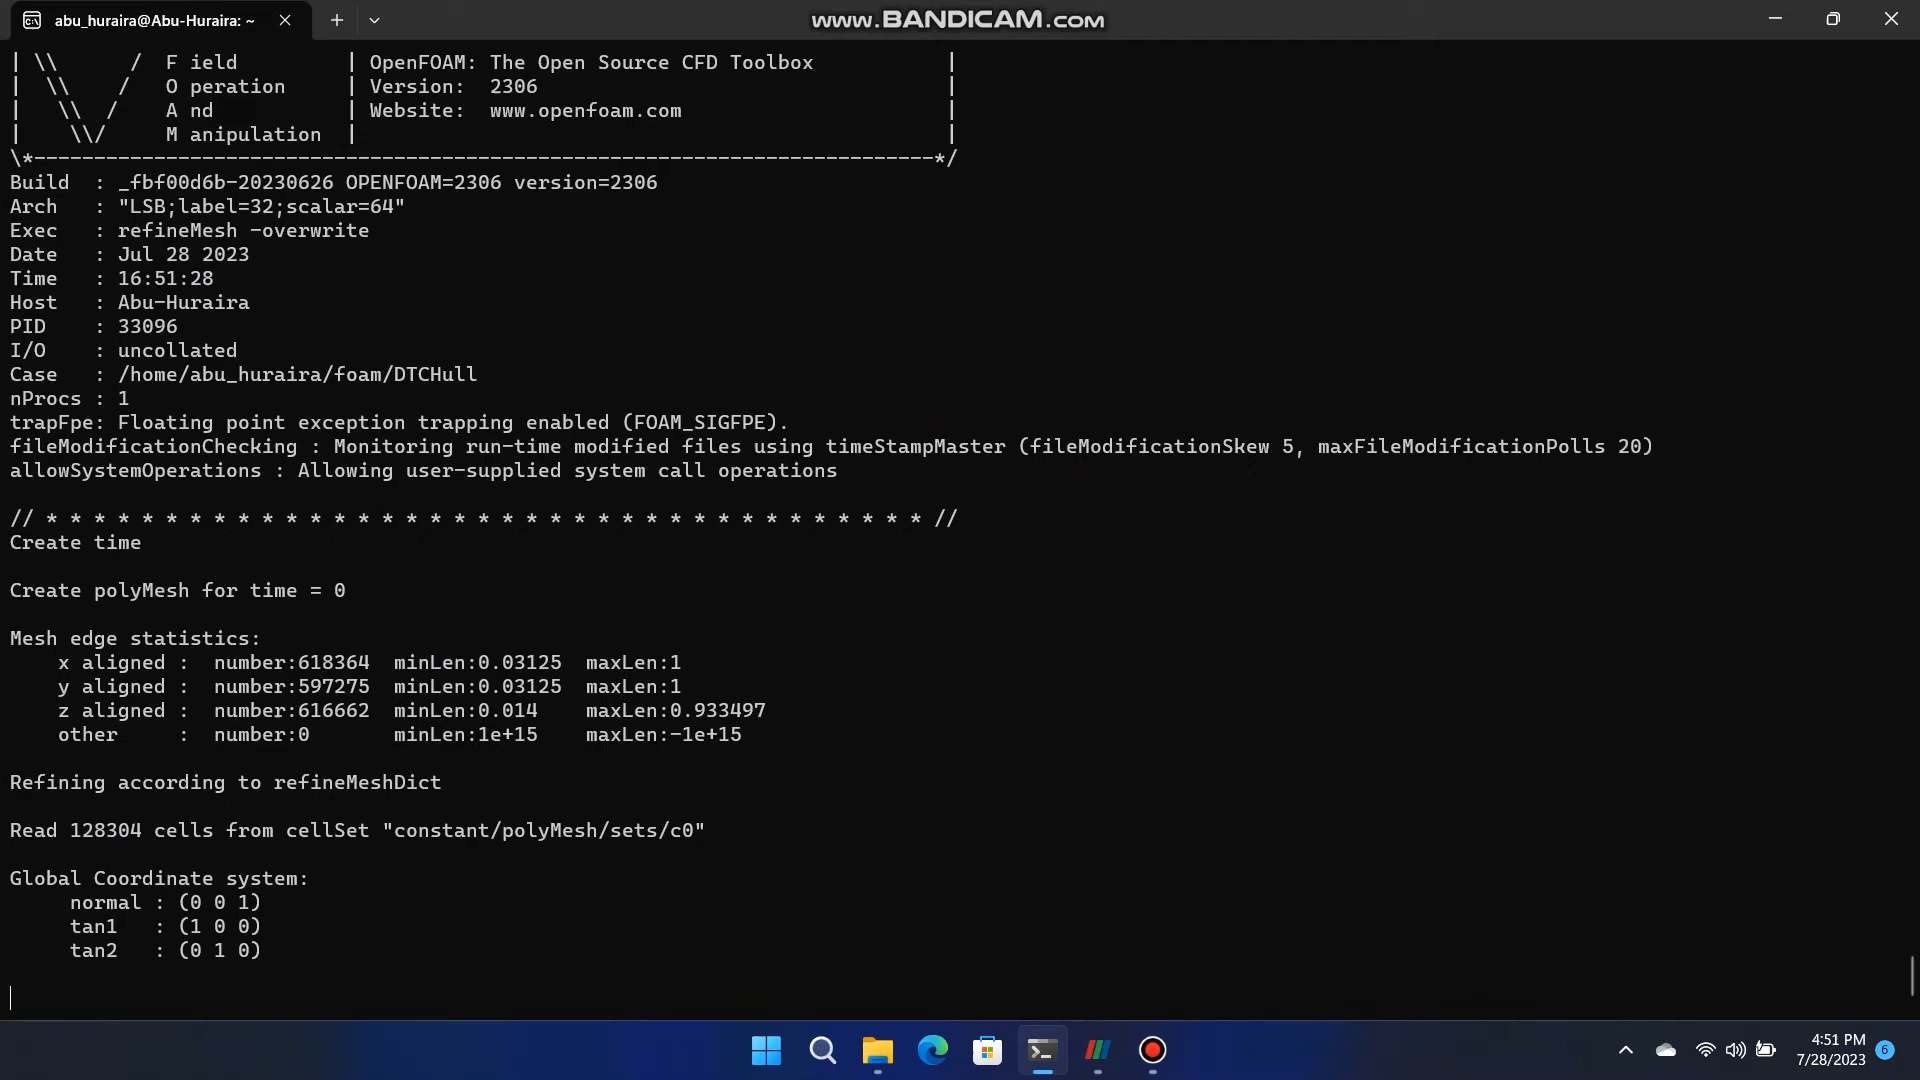 abu_huraira@Abu-Huraira: ~
www.BANDICAM.com
| \\      /  F ield         | OpenFOAM: The Open Source CFD Toolbox           |
|  \\    /   O peration     | Version:  2306                                  |
|   \\  /    A nd           | Website:  www.openfoam.com                      |
|    \\/     M anipulation  |                                                 |
\*---------------------------------------------------------------------------*/
Build  : _fbf00d6b-20230626 OPENFOAM=2306 version=2306
Arch   : "LSB;label=32;scalar=64"
Exec   : refineMesh -overwrite
Date   : Jul 28 2023
Time   : 16:51:28
Host   : Abu-Huraira
PID    : 33096
I/O    : uncollated
Case   : /home/abu_huraira/foam/DTCHull
nProcs : 1
trapFpe: Floating point exception trapping enabled (FOAM_SIGFPE).
fileModificationChecking : Monitoring run-time modified files using timeStampMaster (fileModificationSkew 5, maxFileModificationPolls 20)
allowSystemOperations : Allowing user-supplied system call operations
// * * * * * * * * * * * * * * * * * * * * * * * * * * * * * * * * * * * * * //
Create time
Create polyMesh for time = 0
Mesh edge statistics:
    x aligned :  number:618364  minLen:0.03125  maxLen:1
    y aligned :  number:597275  minLen:0.03125  maxLen:1
    z aligned :  number:616662  minLen:0.014    maxLen:0.933497
    other     :  number:0       minLen:1e+15    maxLen:-1e+15
Refining according to refineMeshDict
Read 128304 cells from cellSet "constant/polyMesh/sets/c0"
Global Coordinate system:
     normal : (0 0 1)
     tan1   : (1 0 0)
     tan2   : (0 1 0)
4:51 PM
7/28/2023
6